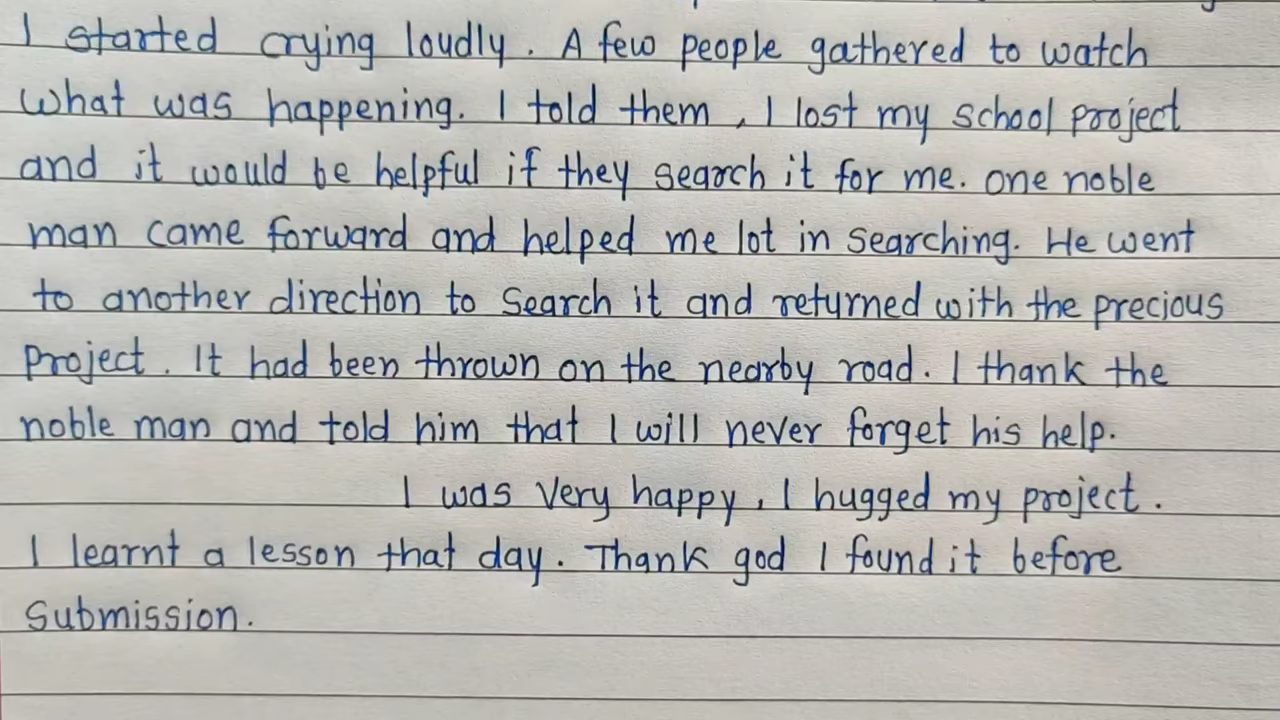 I started crying loudly. A few people gathered to watch
what was happening. I told them, I lost my school project
and it would be helpful if they search it for me. one noble
man came forward and helped me lot in searching. He went
to another direction to search it and returned with the precious
project. It had been thrown on the nearby road. I thank the
noble man and told him that I will never forget his help.
I was very happy, I hugged my project.
I learnt a lesson that day. Thank god I found it before
submission.